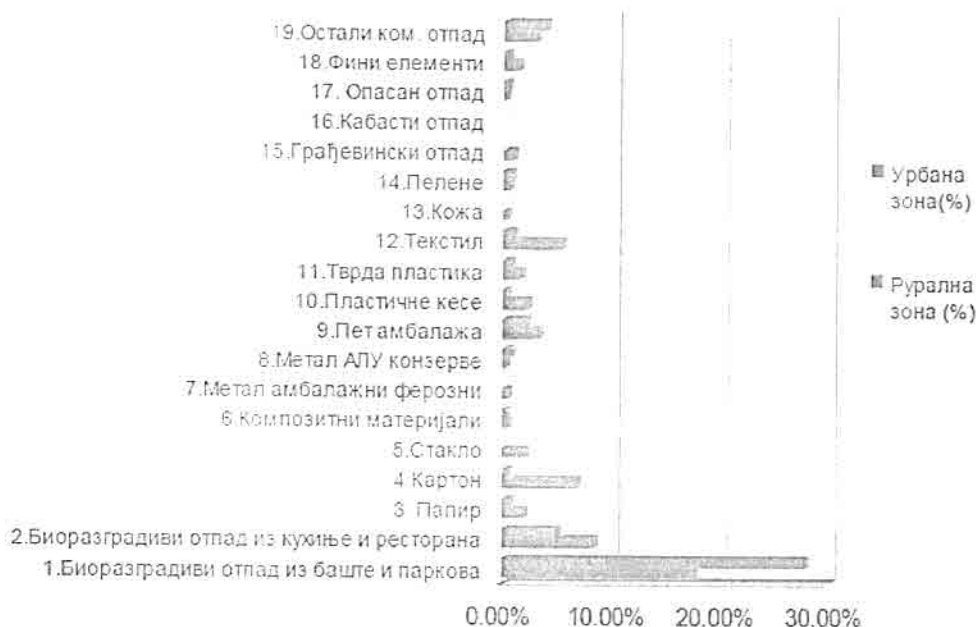 19.Остали ком. отпад
18.Фини елементи
17. Опасан отпад
16.Кабасти отпад
15.Грађевински отпад
14.Пелене
13.Кожа
12.Текстил
11.Тврда пластика
10.Пластичне кесе
9.Пет амбалажа
8.Метал АЛУ конзерве
7.Метал амбалажни ферозни
6.Композитни материјали
5.Стакло
4.Картон
3.Папир
2.Биоразградиви отпад из кухиње и ресторана
1.Биоразградиви отпад из баште и паркова
0.00% 10.00% 20.00% 30.00%
Урбана
зона(%)
Рурална
зона (%)